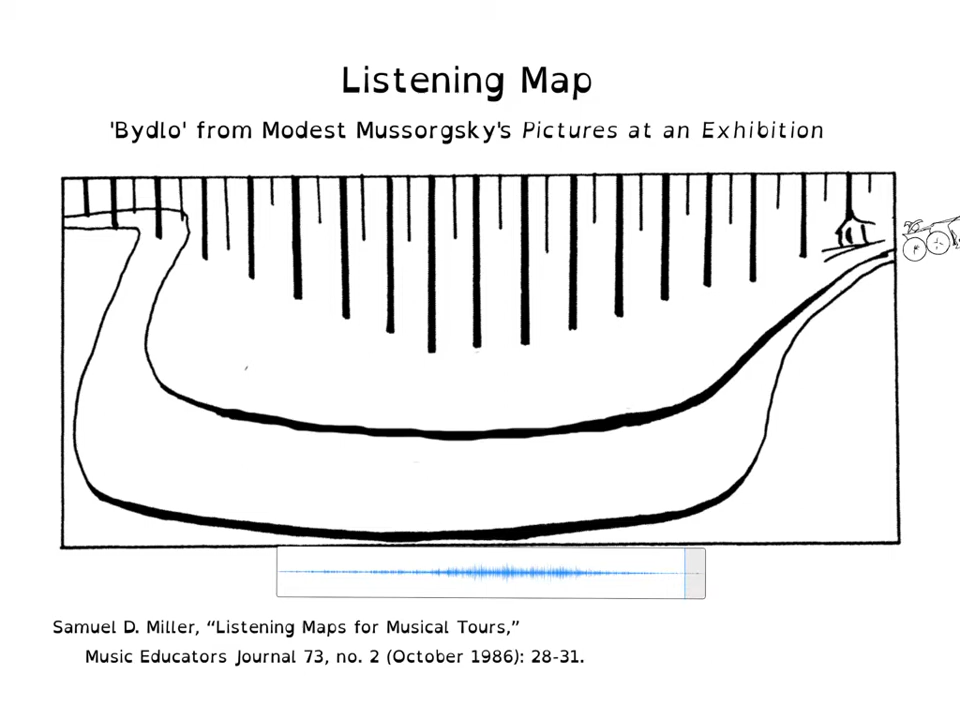 Listening Map
'Bydlo' from Modest Mussorgsky's Pictures at an Exhibition
Samuel D. Miller, “Listening Maps for Musical Tours,”
Music Educators Journal 73, no. 2 (October 1986): 28-31.